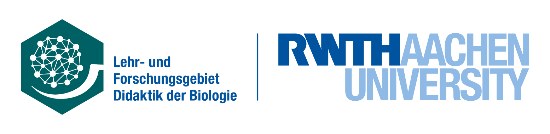 Lehr- und
Forschungsgebiet
Didaktik der Biologie
RWTHAACHEN
UNIVERSITY